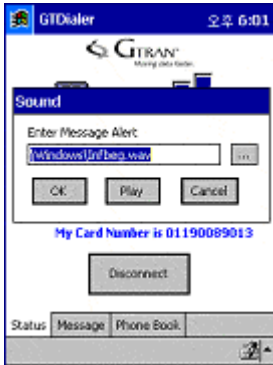 GTDialer 오후 6:01
GTRAN
Moving data faster.
Sound
Enter Message Alert
\Windows\Infbeg.wav ...
OK Play Cancel
My Card Number is 01190089013
Disconnect
Status Message Phone Book